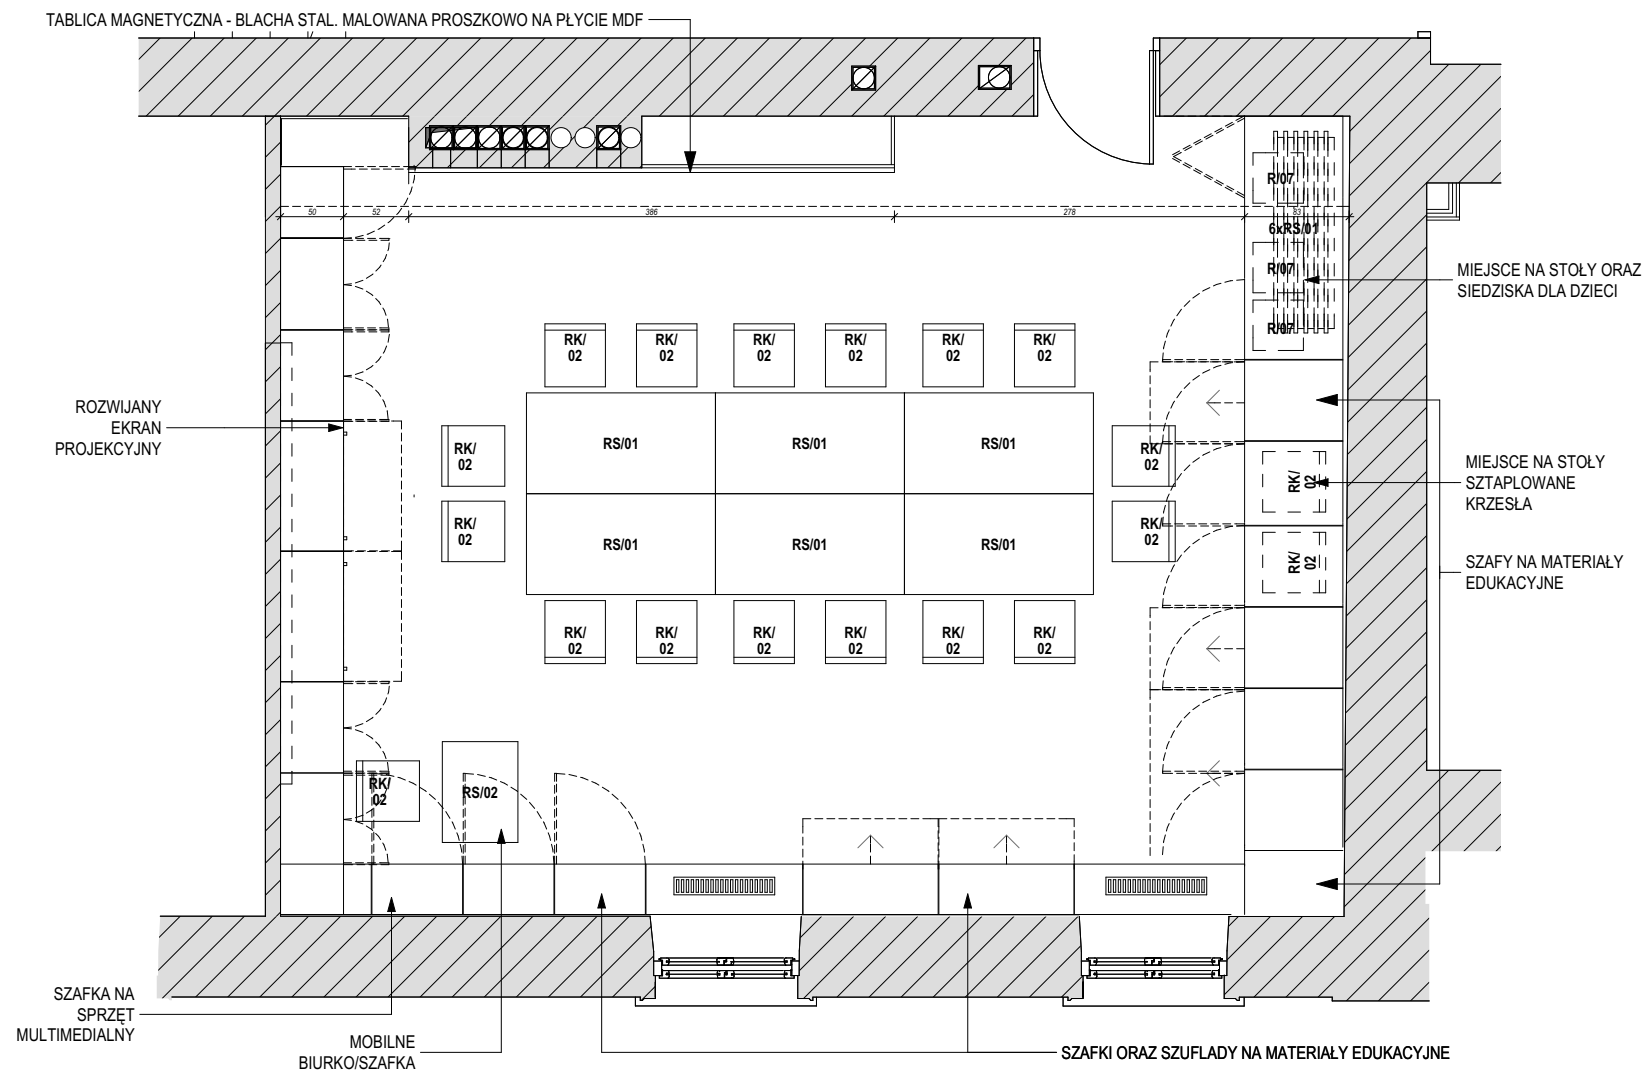 TABLICA MAGNETYCZNA - BLACHA STAL. MALOWANA PROSZKOWO NA PŁYCIE MDF
R/07
50
52
386
278
83
6xRS/01
R/07
R/07
MIEJSCE NA STOŁY ORAZ
SIEDZISKA DLA DZIECI
RK/
02
RK/
02
RK/
02
RK/
02
RK/
02
RK/
02
ROZWIJANY
EKRAN
PROJEKCYJNY
RK/
02
RS/01
RS/01
RS/01
RK/
02
RK/
02
MIEJSCE NA STOŁY
SZTAPLOWANE
KRZESŁA
RK/
02
RS/01
RS/01
RS/01
RK/
02
RK/
02
SZAFY NA MATERIAŁY
EDUKACYJNE
RK/
02
RK/
02
RK/
02
RK/
02
RK/
02
RK/
02
RK/
02
RS/02
SZAFKA NA
SPRZĘT
MULTIMEDIALNY
MOBILNE
BIURKO/SZAFKA
SZAFKI ORAZ SZUFLADY NA MATERIAŁY EDUKACYJNE